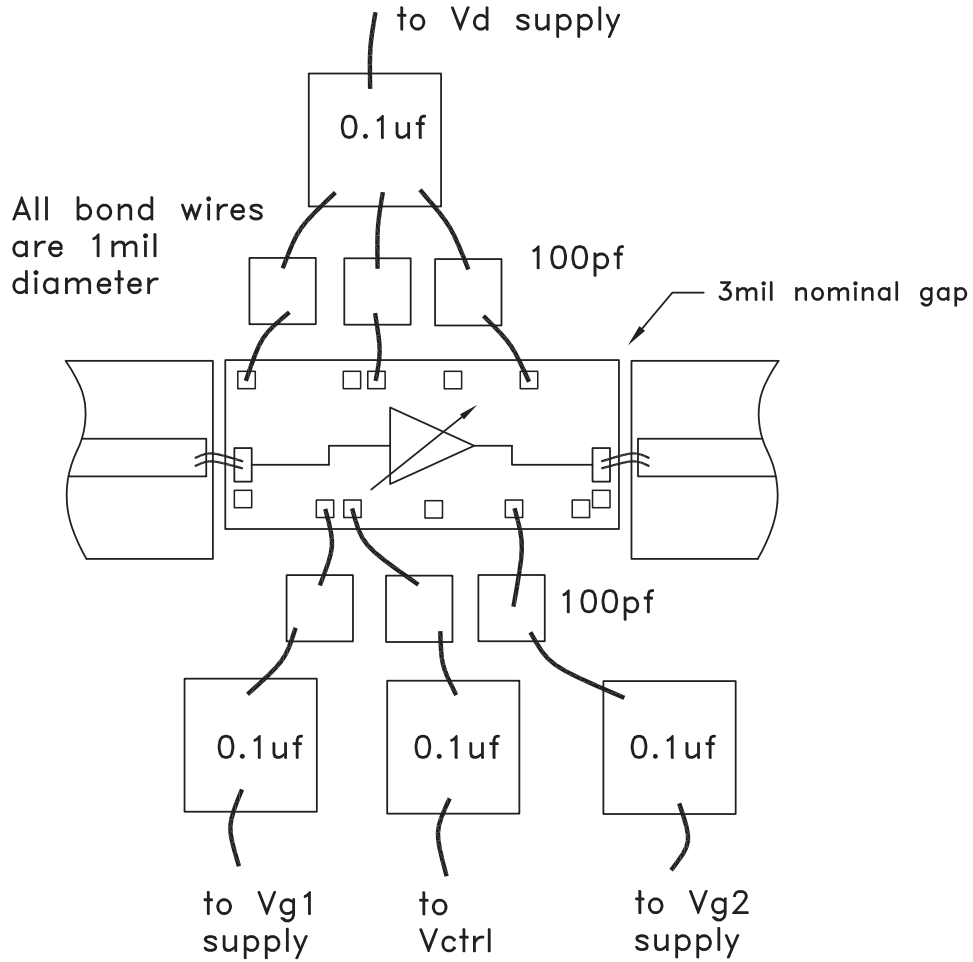 to Vd supply
0.1uf
All bond wires
are 1mil
diameter
100pf
3mil nominal gap
100pf
0.1uf
0.1uf
0.1uf
to Vg1
supply
to
Vctrl
to Vg2
supply